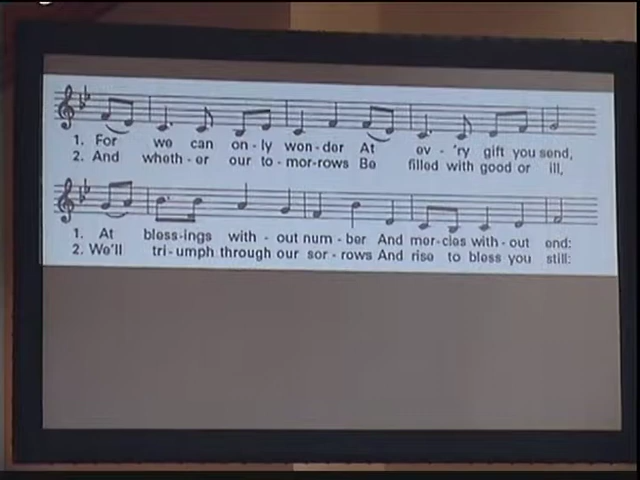 1. For we can on-ly won-der At ev-'ry gift you send,
2. And wheth-er our to-mor-rows Be filled with good or ill,
1. At bless-ings with-out num-ber And mer-cies with-out end:
2. We'll tri-umph through our sor-rows And rise to bless you still: